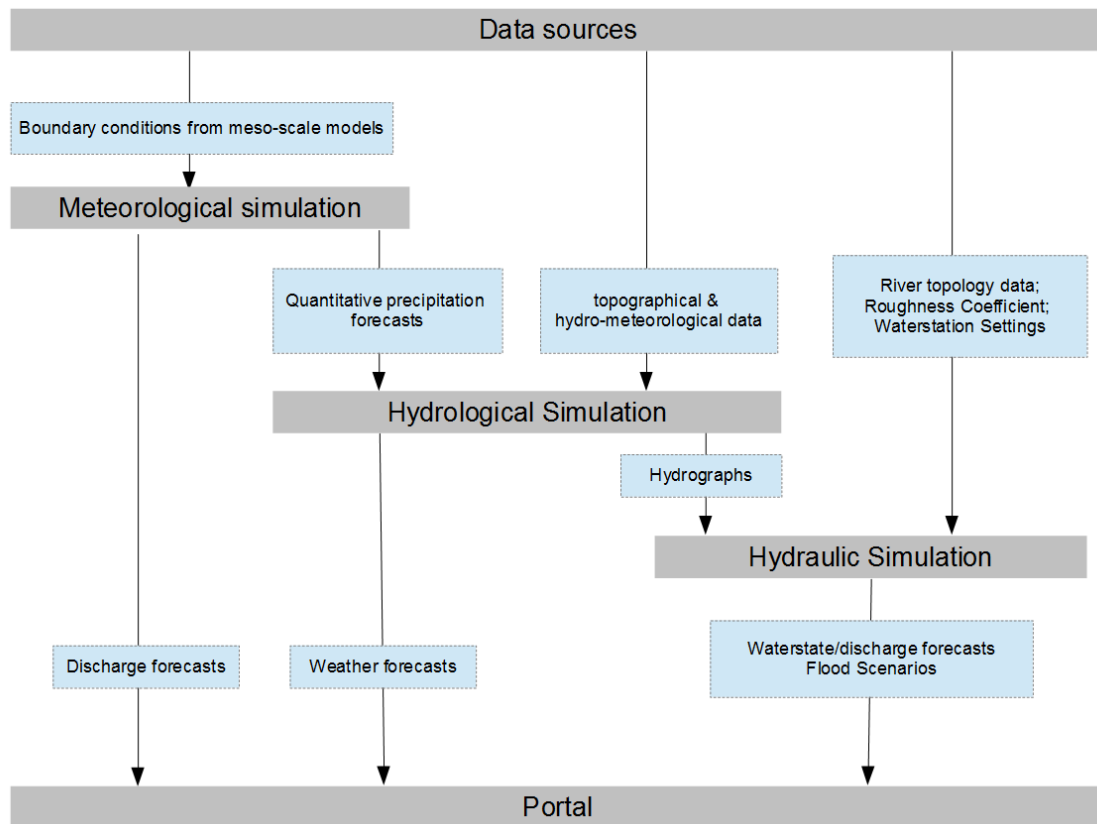 Data sources
Boundary conditions from meso-scale models
Meteorological simulation
Quantitative precipitation
forecasts
topographical &
hydro-meteorological data
River topology data;
Roughness Coefficient;
Waterstation Settings
Hydrological Simulation
Hydrographs
Hydraulic Simulation
Discharge forecasts
Weather forecasts
Waterstate/discharge forecasts
Flood Scenarios
Portal